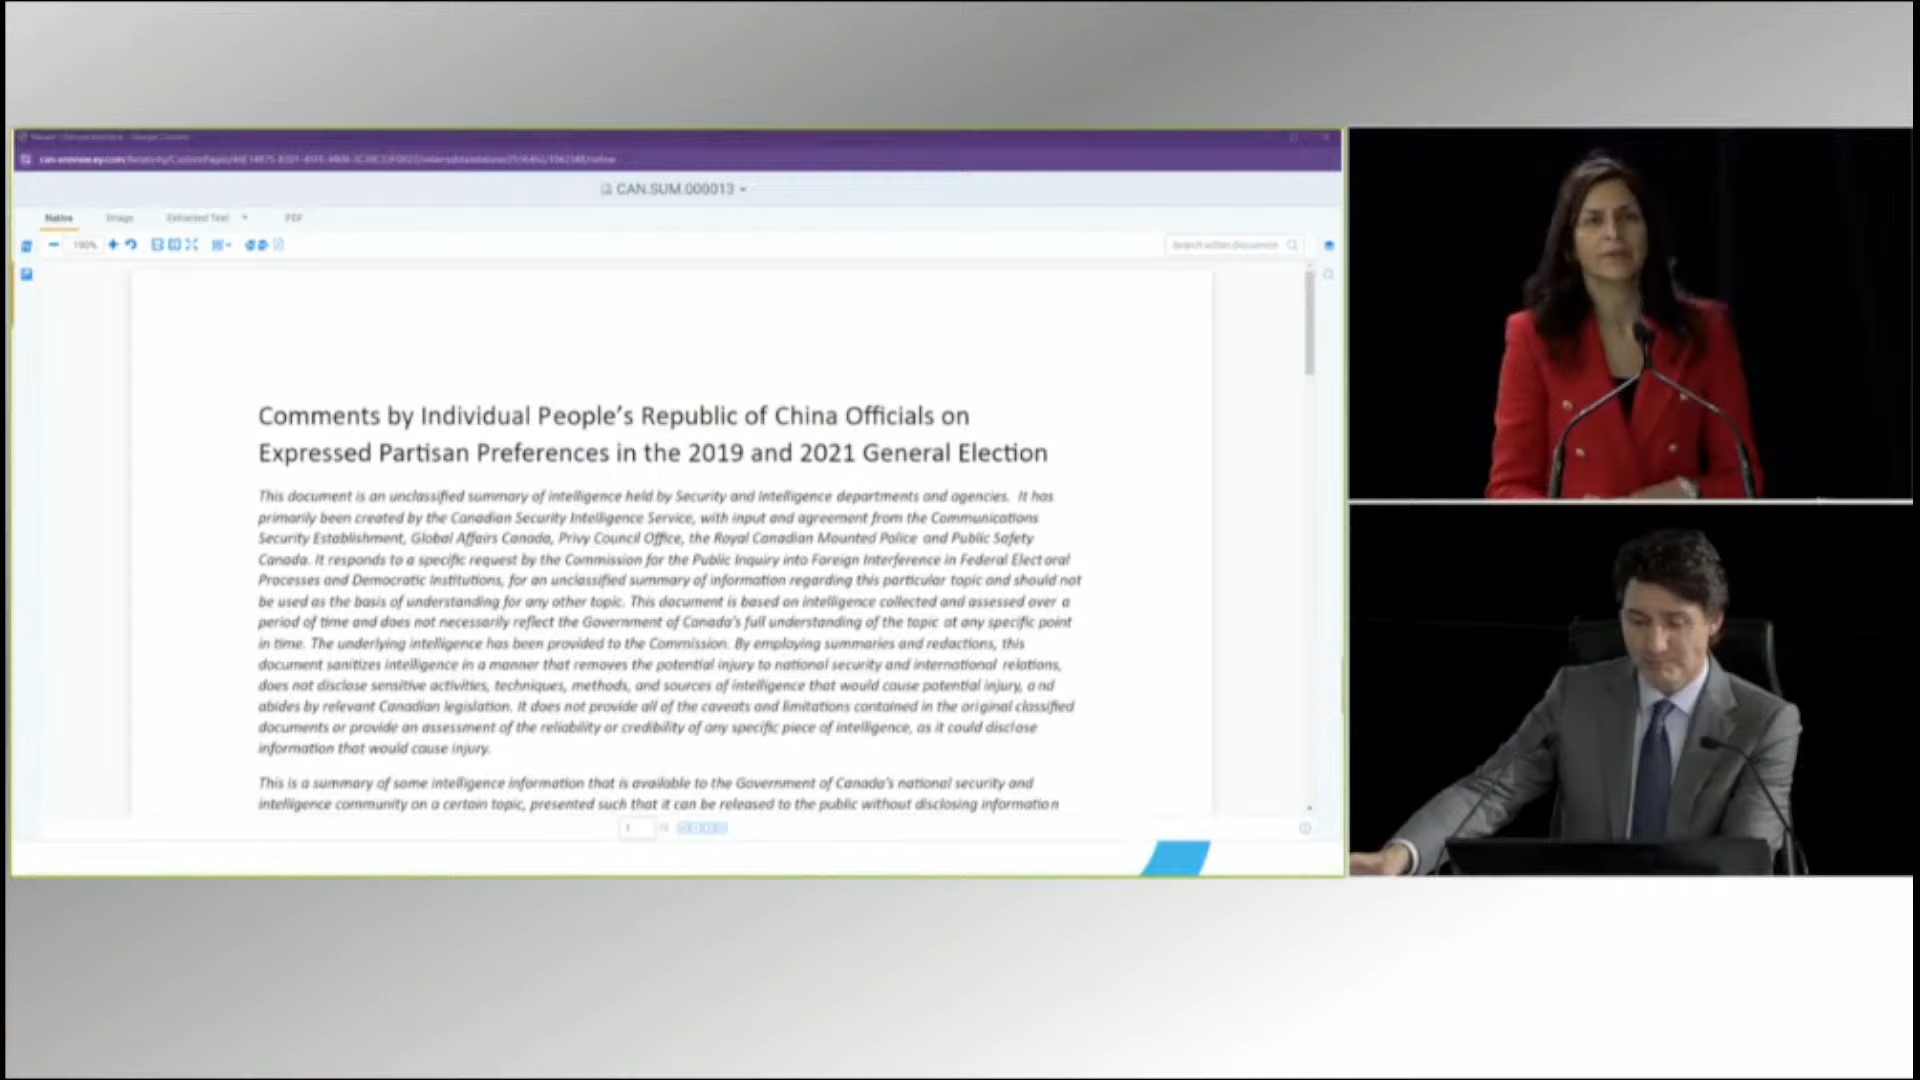 CAN.SUM.000013
Native Image Extracted Text PDF
100% Search within document
Comments by Individual People's Republic of China Officials on
Expressed Partisan Preferences in the 2019 and 2021 General Election
This document is an unclassified summary of intelligence held by Security and Intelligence departments and agencies. It has
primarily been created by the Canadian Security Intelligence Service, with input and agreement from the Communications
Security Establishment, Global Affairs Canada, Privy Council Office, the Royal Canadian Mounted Police and Public Safety
Canada. It responds to a specific request by the Commission for the Public Inquiry into Foreign Interference in Federal Elect oral
Processes and Democratic Institutions, for an unclassified summary of information regarding this particular topic and should not
be used as the basis of understanding for any other topic. This document is based on intelligence collected and assessed over a
period of time and does not necessarily reflect the Government of Canada's full understanding of the topic at any specific point
in time. The underlying intelligence has been provided to the Commission. By employing summaries and redactions, this
document sanitizes intelligence in a manner that removes the potential injury to national security and international relations,
does not disclose sensitive activities, techniques, methods, and sources of intelligence that would cause potential injury, a nd
abides by relevant Canadian legislation. It does not provide all of the caveats and limitations contained in the original classified
documents or provide an assessment of the reliability or credibility of any specific piece of intelligence, as it could disclose
information that would cause injury.
This is a summary of some intelligence information that is available to the Government of Canada's national security and
intelligence community on a certain topic, presented such that it can be released to the public without disclosing informatio n
1